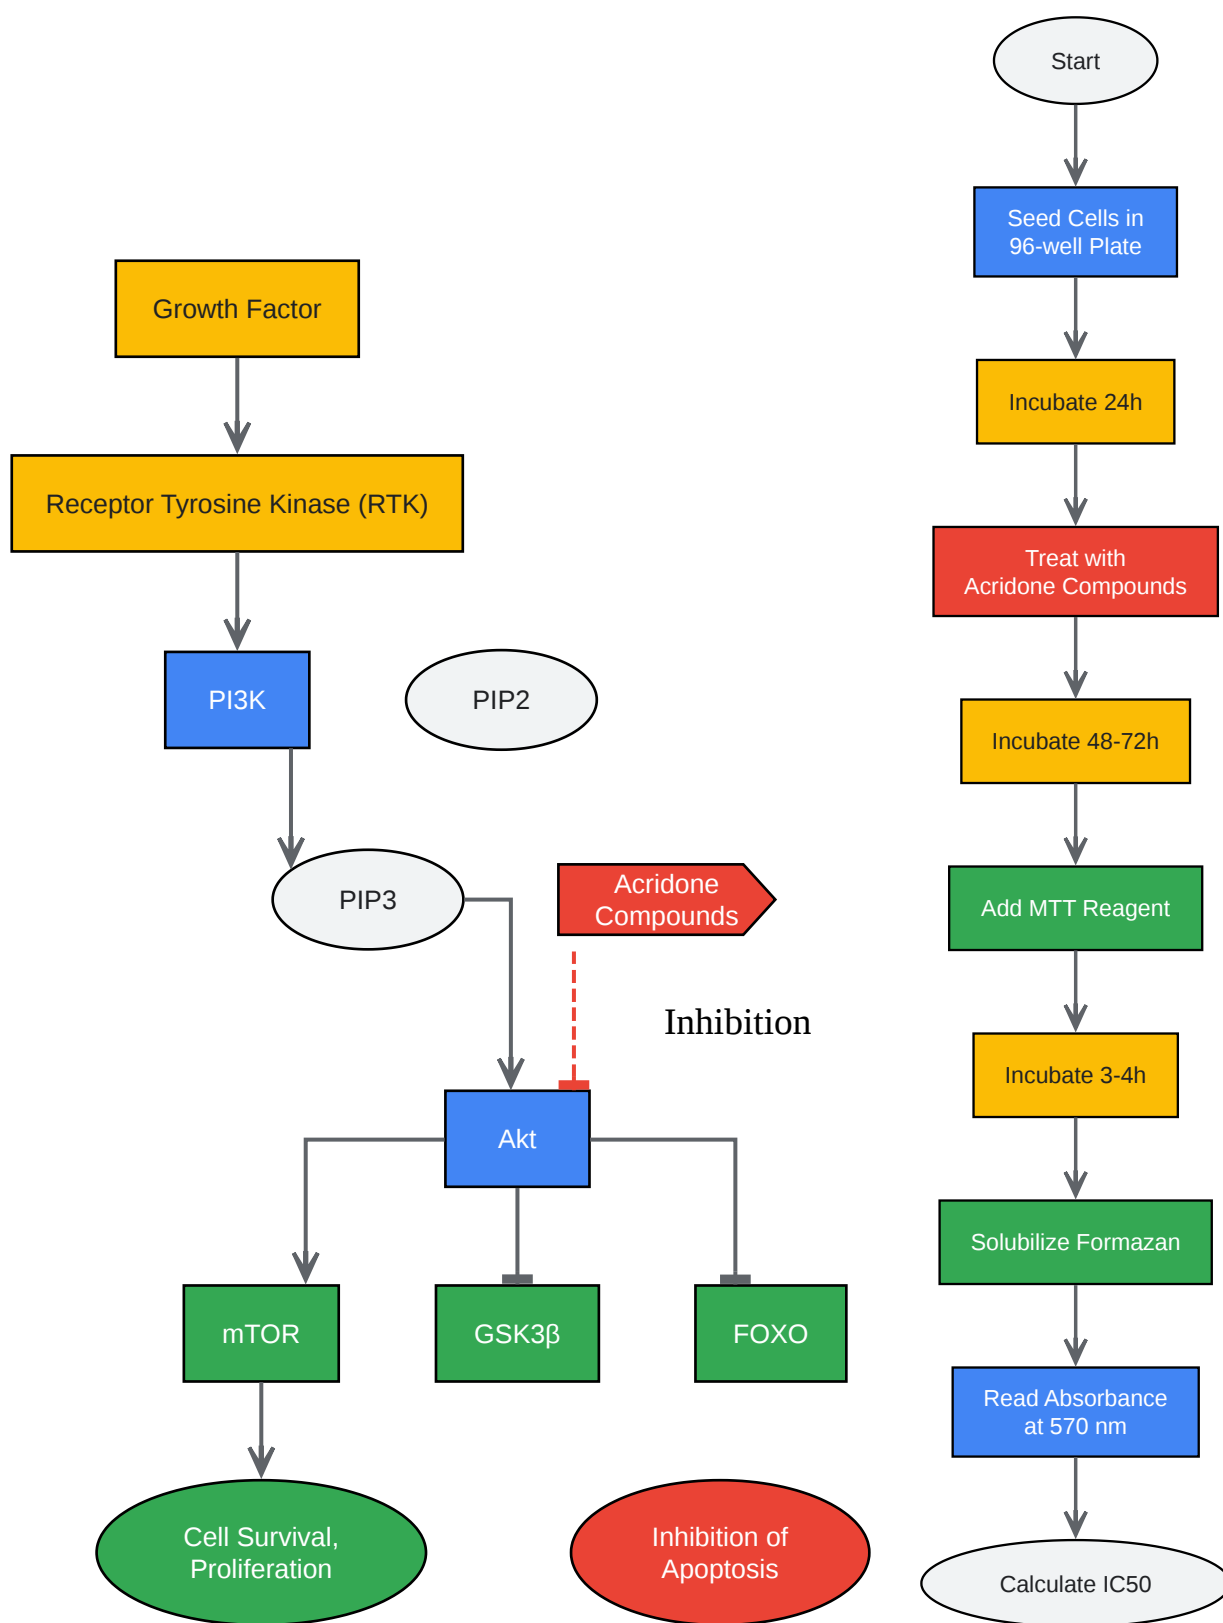 Growth Factor
Receptor Tyrosine Kinase (RTK)
PI3K
PIP2
PIP3
Acridone
Compounds
Inhibition
Akt
mTOR
GSK3β
FOXO
Cell Survival,
Proliferation
Inhibition of
Apoptosis
Start
Seed Cells in
96-well Plate
Incubate 24h
Treat with
Acridone Compounds
Incubate 48-72h
Add MTT Reagent
Incubate 3-4h
Solubilize Formazan
Read Absorbance
at 570 nm
Calculate IC50